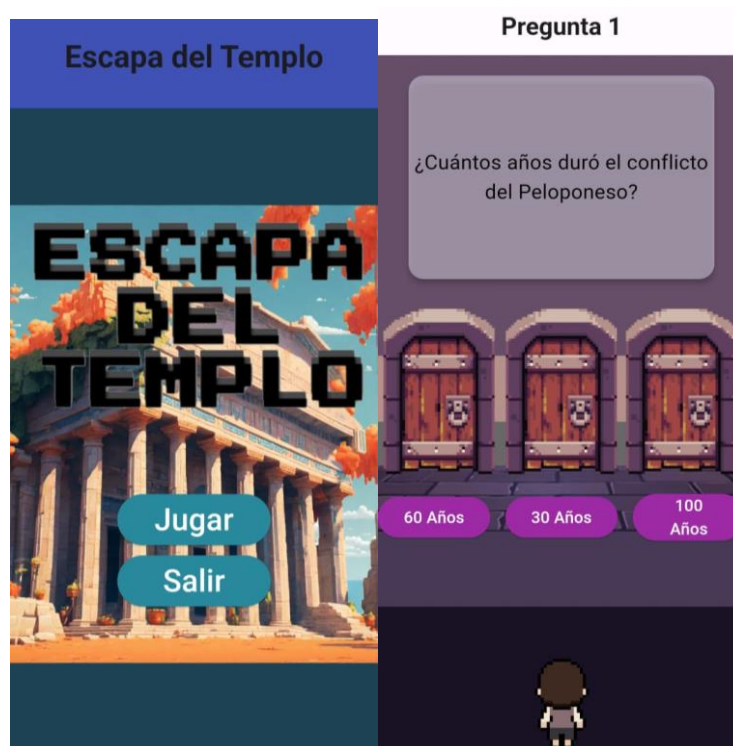 Escapa del Templo
ESCAPA
DEL
TEMPLO
Jugar
Salir
Pregunta 1
¿Cuántos años duró el conflicto
del Peloponeso?
60 Años
30 Años
100
Años